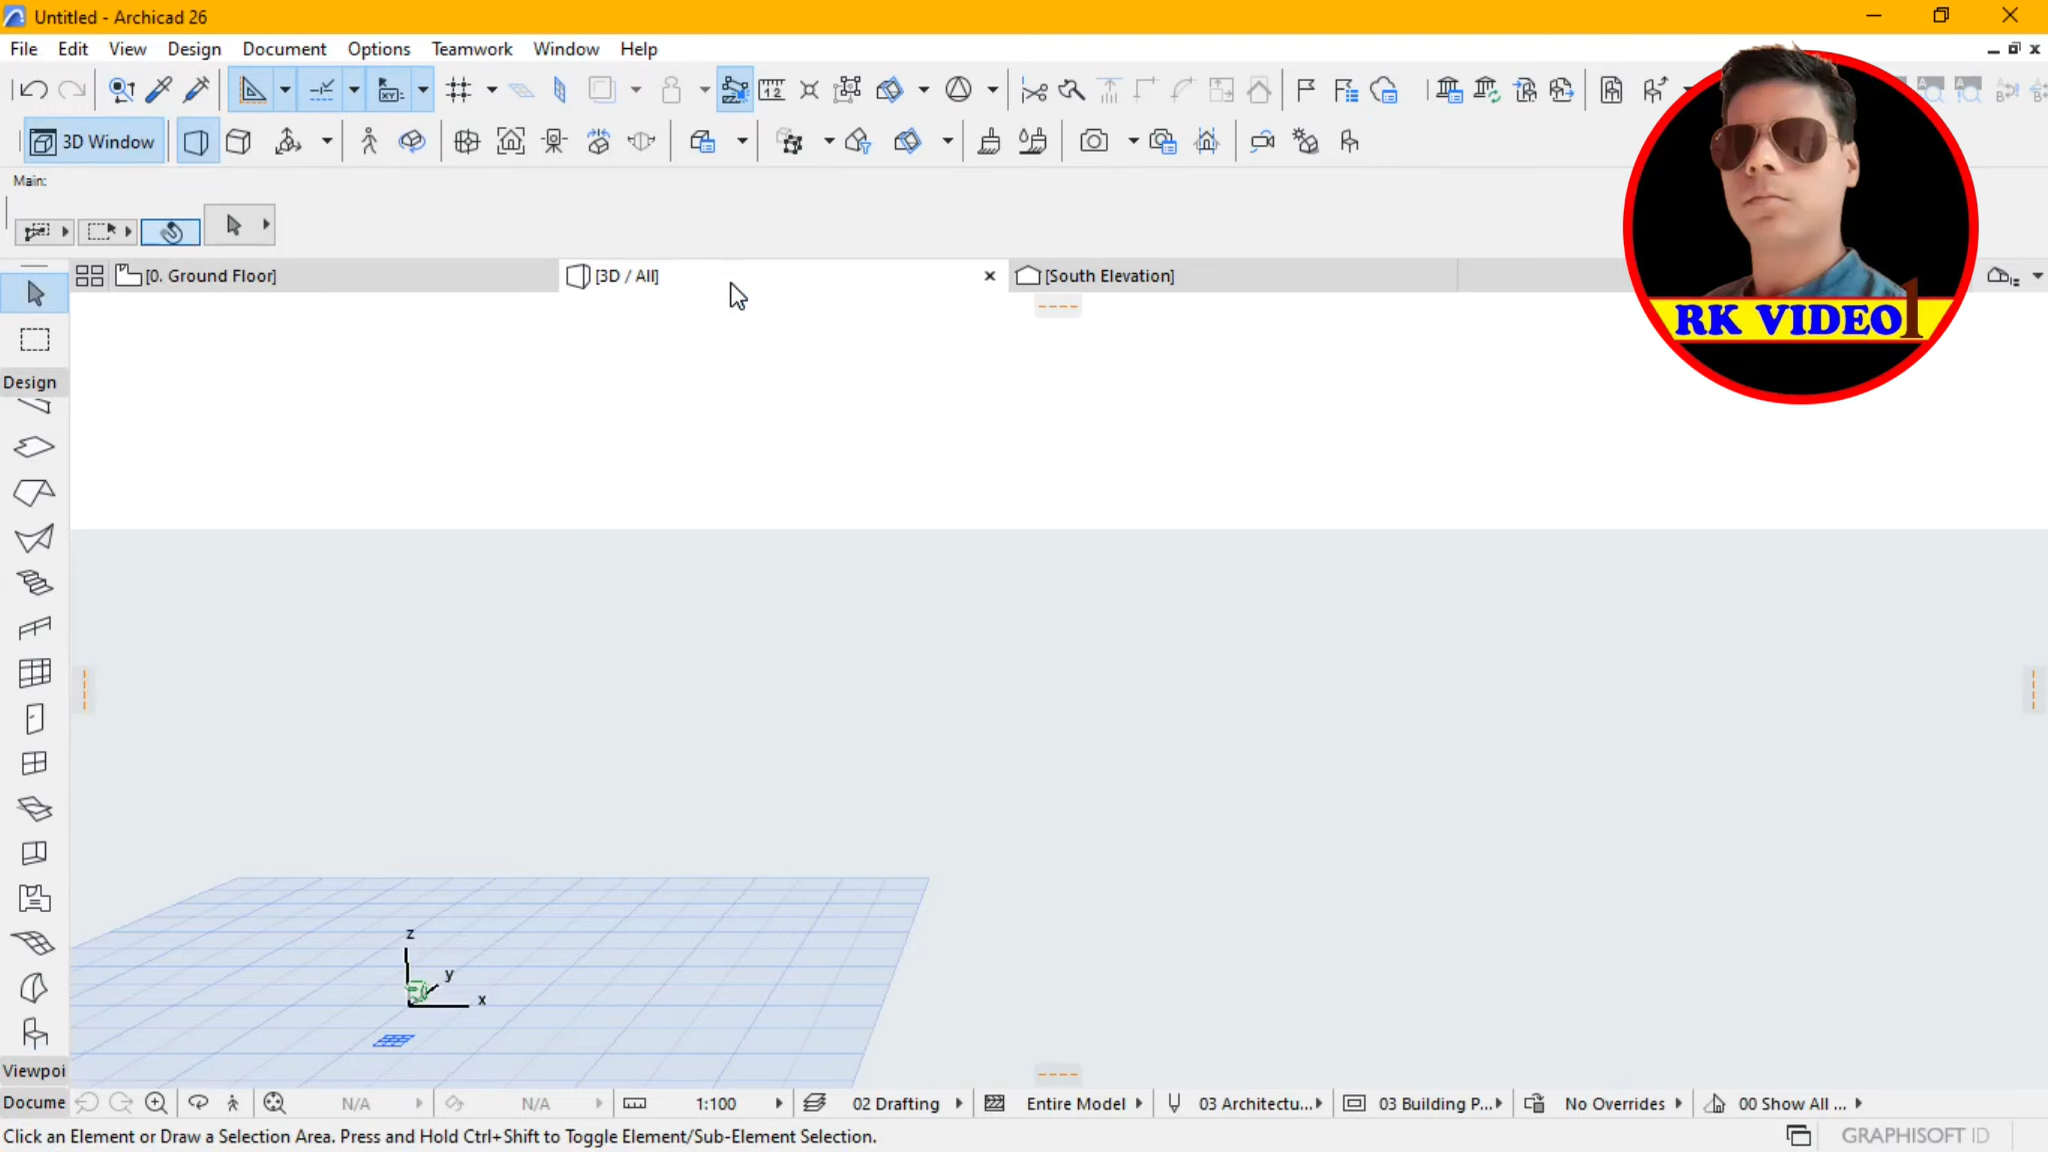 Untitled - Archicad 26
File Edit View Design Document Options Teamwork Window Help
3D Window
Main:
[0. Ground Floor]
[3D / All]
[South Elevation]
RK VIDEO1
Design
z
y
x
Viewpoi
Docume
N/A
N/A
1:100
02 Drafting
Entire Model
03 Architectu...
03 Building P...
No Overrides
00 Show All ...
Click an Element or Draw a Selection Area. Press and Hold Ctrl+Shift to Toggle Element/Sub-Element Selection.
GRAPHISOFT ID